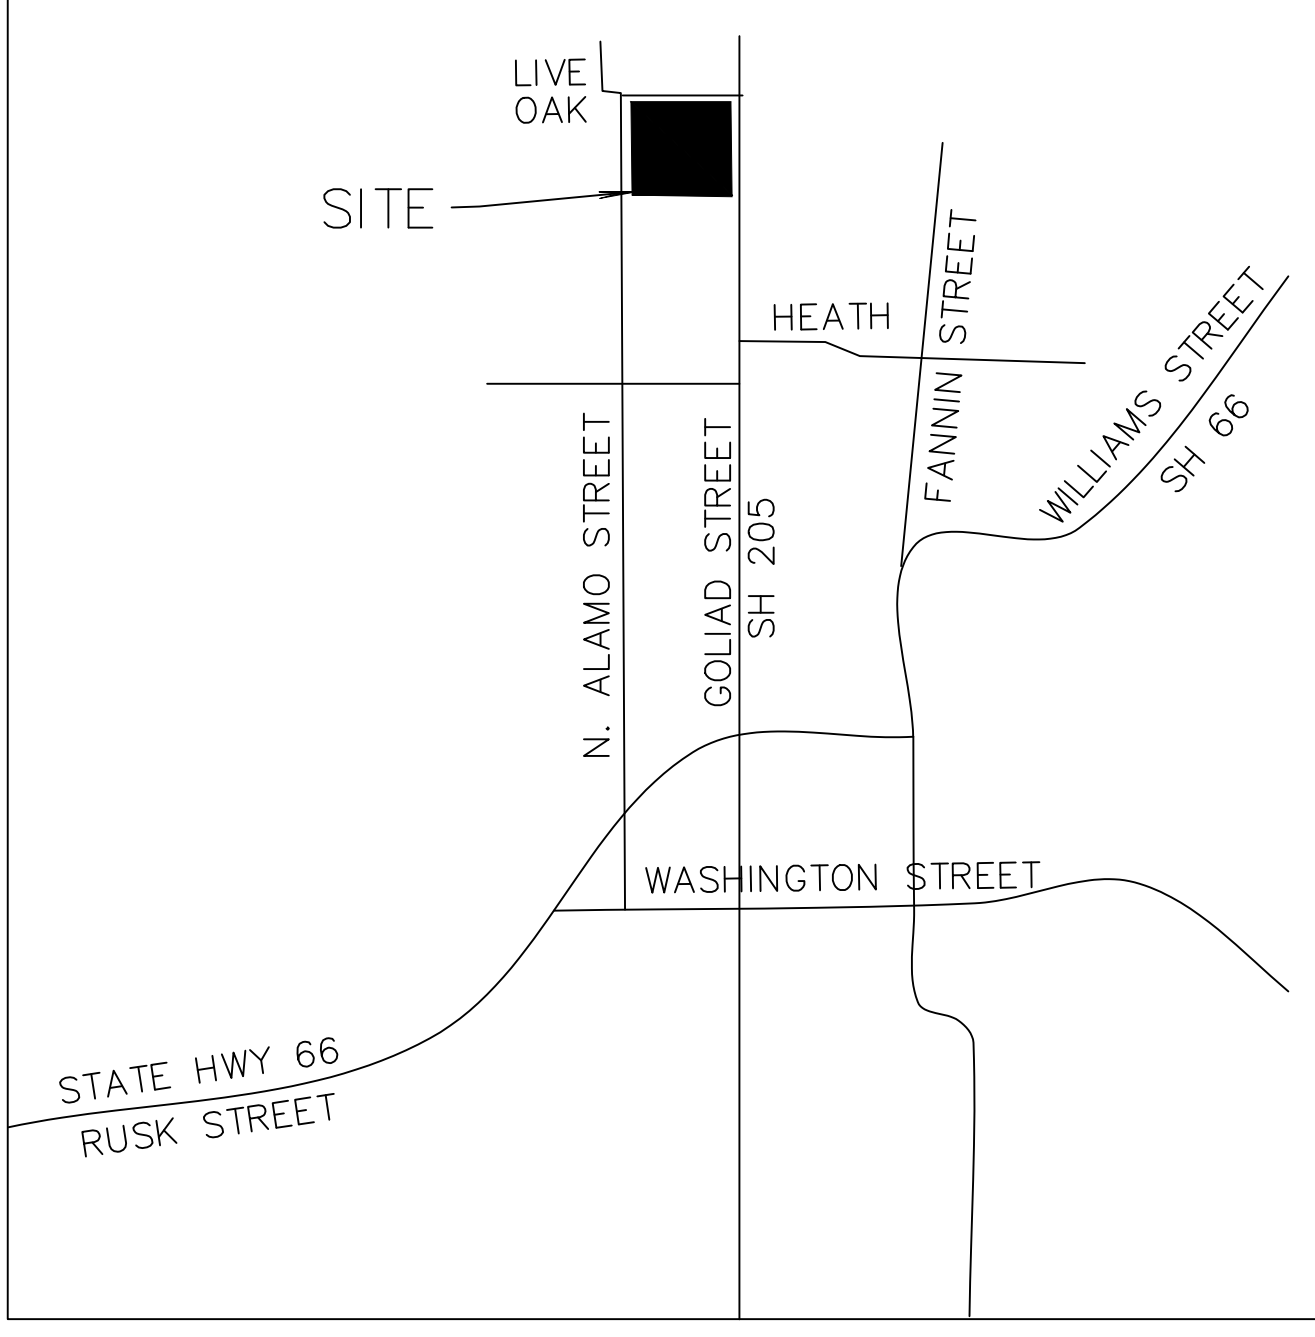 LIVE
OAK
SITE
HEATH
FANNIN STREET
WILLIAMS STREET
SH 66
N. ALAMO STREET
GOLIAD STREET
SH 205
WASHINGTON STREET
STATE HWY 66
RUSK STREET